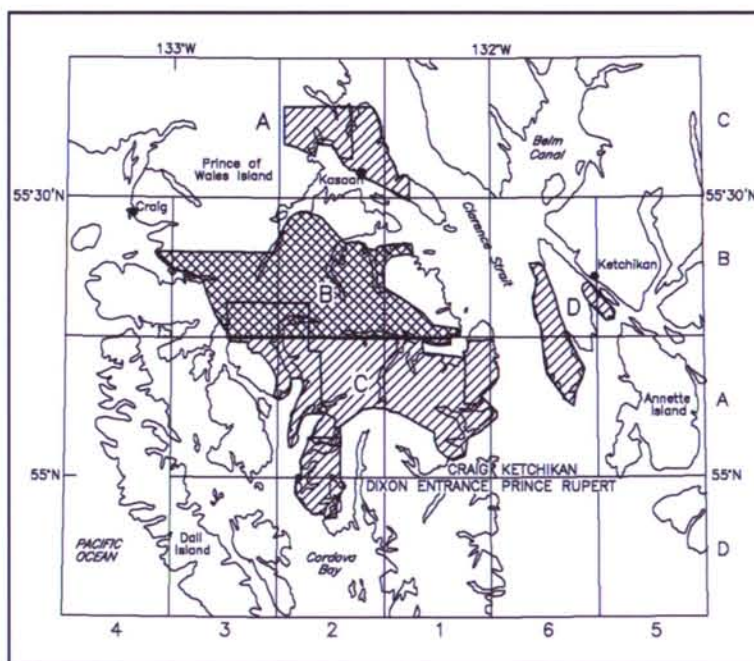 133°W
132°W
A
C
Prince of
Wales Island
Kasaan
Behm
Canal
55°30'N
55°30'N
Craig
Clarence Strait
B
Ketchikan
B
D
C
Annette
Island
A
CRAIG KETCHIKAN
55°N
55°N
DIXON ENTRANCE PRINCE RUPERT
PACIFIC
OCEAN
Dall
Island
Cordova
Bay
D
4 3 2 1 6 5